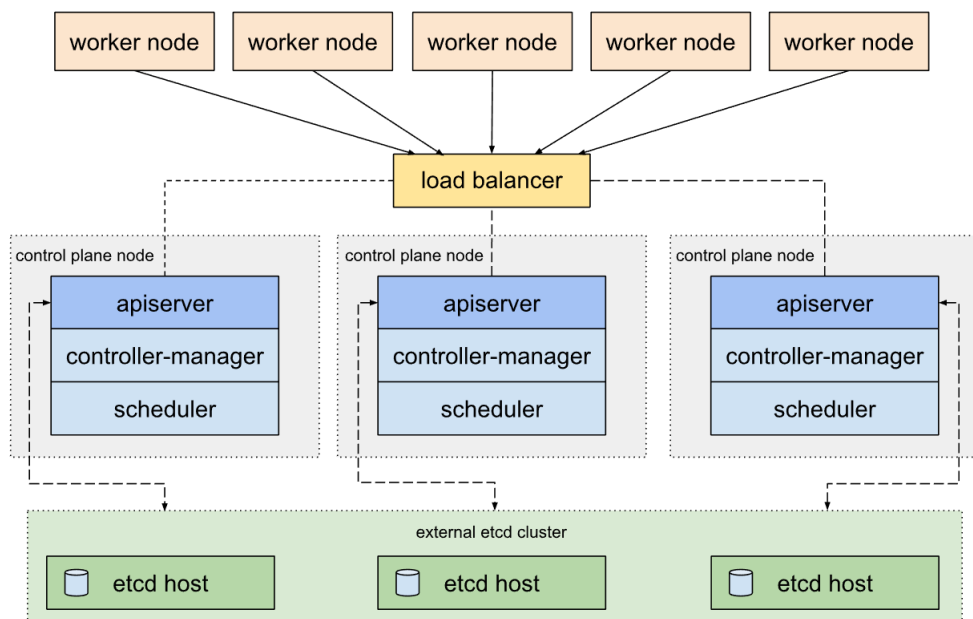 worker node
worker node
worker node
worker node
worker node
load balancer
control plane node
apiserver
controller-manager
scheduler
control plane node
apiserver
controller-manager
scheduler
control plane node
apiserver
controller-manager
scheduler
external etcd cluster
etcd host
etcd host
etcd host